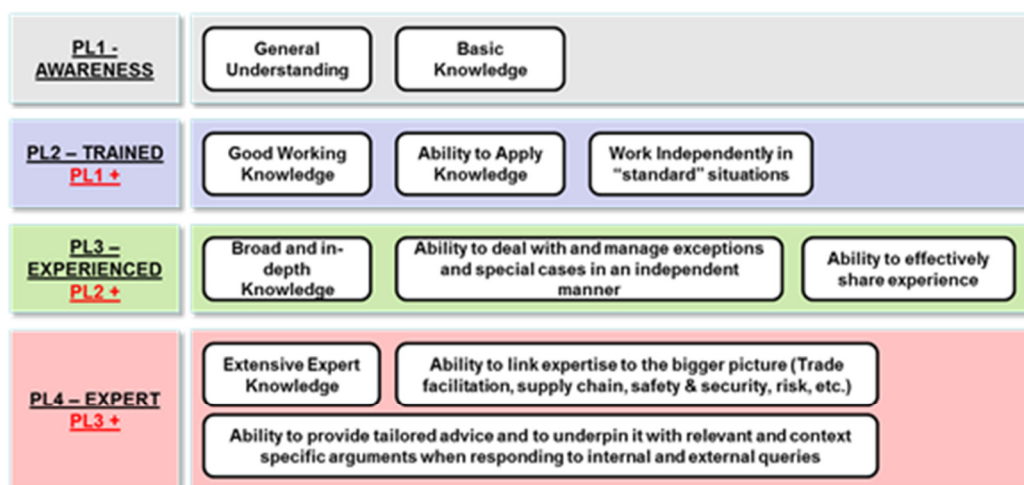 PL1 -
AWARENESS
General
Understanding
Basic
Knowledge
PL2 – TRAINED
PL1 +
Good Working
Knowledge
Ability to Apply
Knowledge
Work Independently in
“standard” situations
PL3 –
EXPERIENCED
PL2 +
Broad and in-
depth
Knowledge
Ability to deal with and manage exceptions
and special cases in an independent
manner
Ability to effectively
share experience
PL4 – EXPERT
PL3 +
Extensive Expert
Knowledge
Ability to link expertise to the bigger picture (Trade
facilitation, supply chain, safety & security, risk, etc.)
Ability to provide tailored advice and to underpin it with relevant and context
specific arguments when responding to internal and external queries